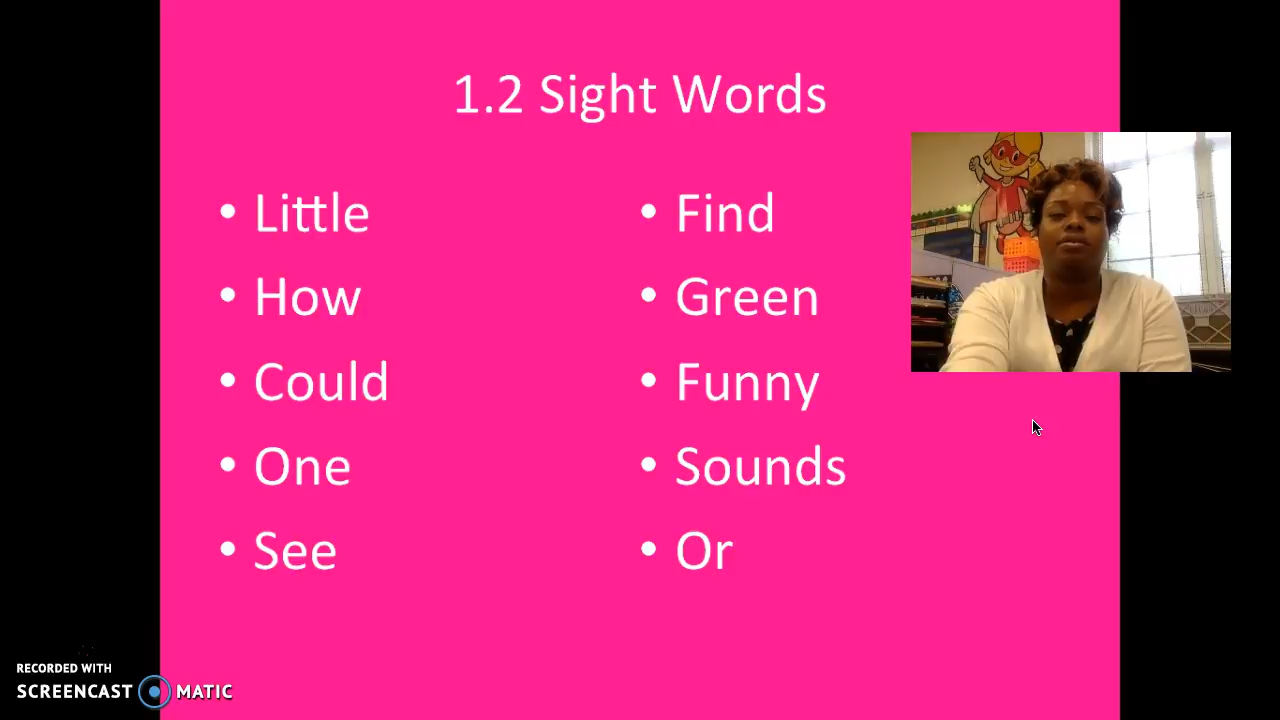 1.2 Sight Words
• Little
• How
• Could
• One
• See
• Find
• Green
• Funny
• Sounds
• Or
RECORDED WITH
SCREENCAST MATIC